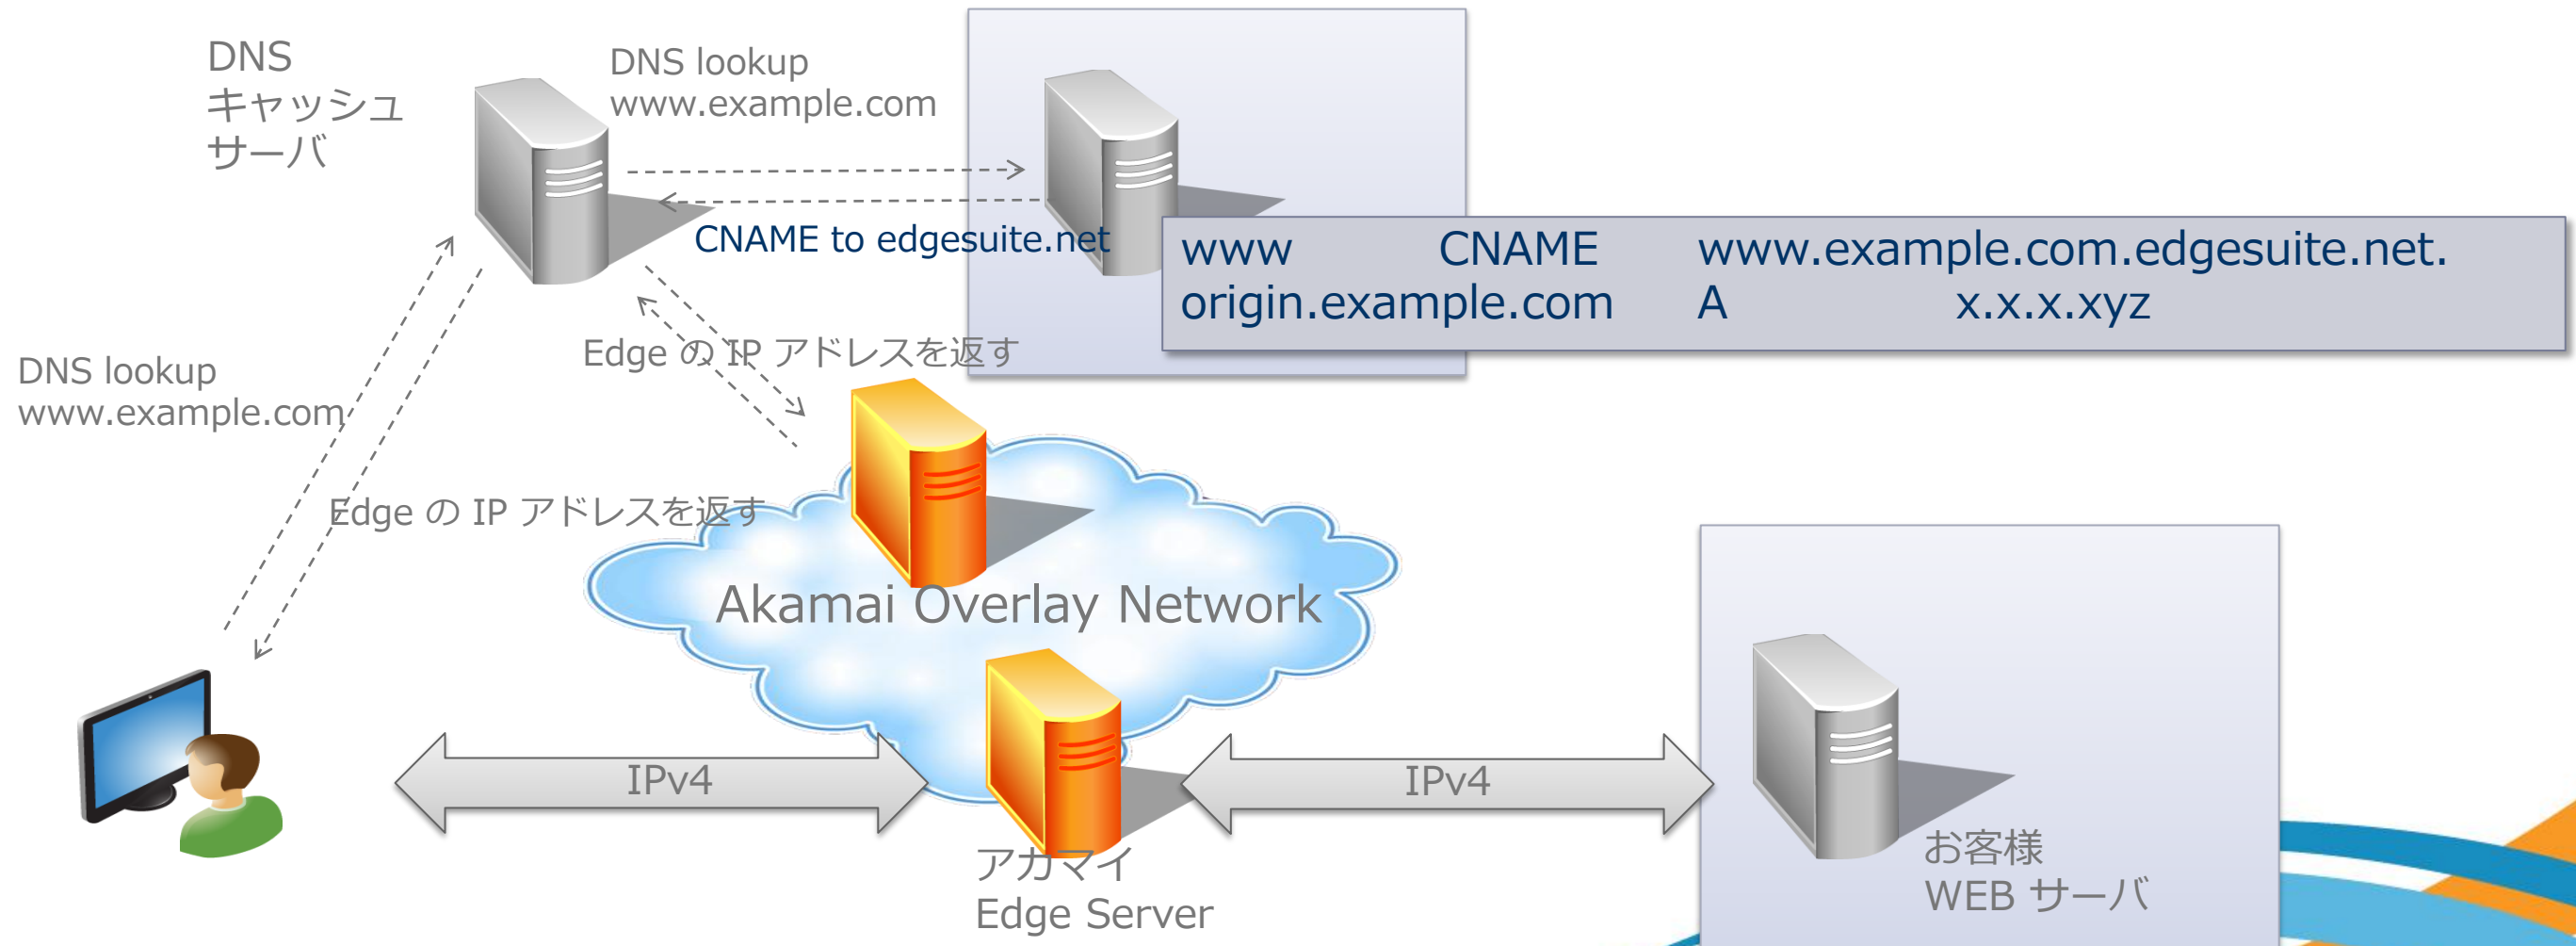 DNS
キャッシュ
サーバ
DNS lookup
www.example.com
CNAME to edgesuite.net
www CNAME www.example.com.edgesuite.net.
origin.example.com A x.x.x.xyz
Edge の IP アドレスを返す
DNS lookup
www.example.com
Edge の IP アドレスを返す
Akamai Overlay Network
IPv4
IPv4
アカマイ
Edge Server
お客様
WEB サーバ